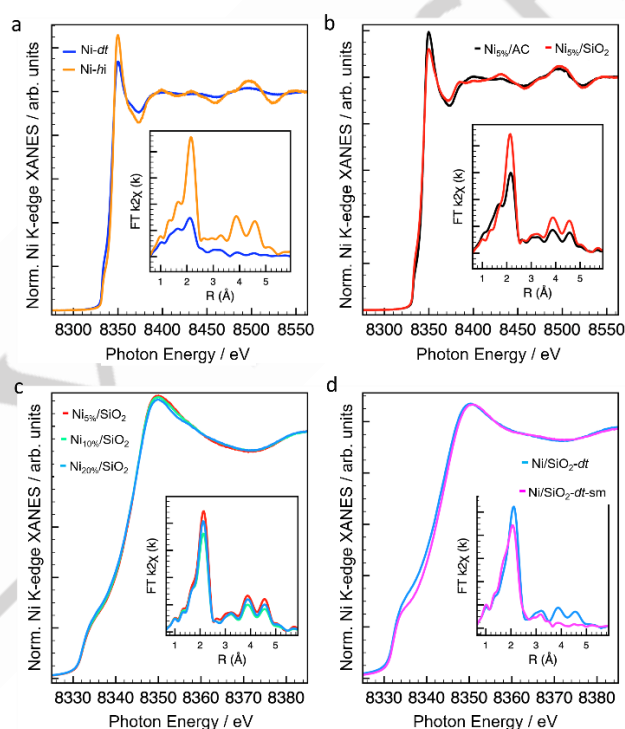 a
Ni-dt
Ni-hi
Norm. Ni K-edge XANES / arb. units
FT k2χ (k)
1 2 3 4 5
R (Å)
8300 8350 8400 8450 8500 8550
Photon Energy / eV
b
Ni5%/AC Ni5%/SiO2
Norm. Ni K-edge XANES / arb. units
FT k2χ (k)
1 2 3 4 5
R (Å)
8300 8350 8400 8450 8500 8550
Photon Energy / eV
c
Ni5%/SiO2
Ni10%/SiO2
Ni20%/SiO2
Norm. Ni K-edge XANES / arb. units
FT k2χ (k)
1 2 3 4 5
R (Å)
8330 8340 8350 8360 8370 8380
Photon Energy / eV
d
Ni/SiO2-dt
Ni/SiO2-dt-sm
Norm. Ni K-edge XANES / arb. units
FT k2χ (k)
1 2 3 4 5
R (Å)
8330 8340 8350 8360 8370 8380
Photon Energy / eV